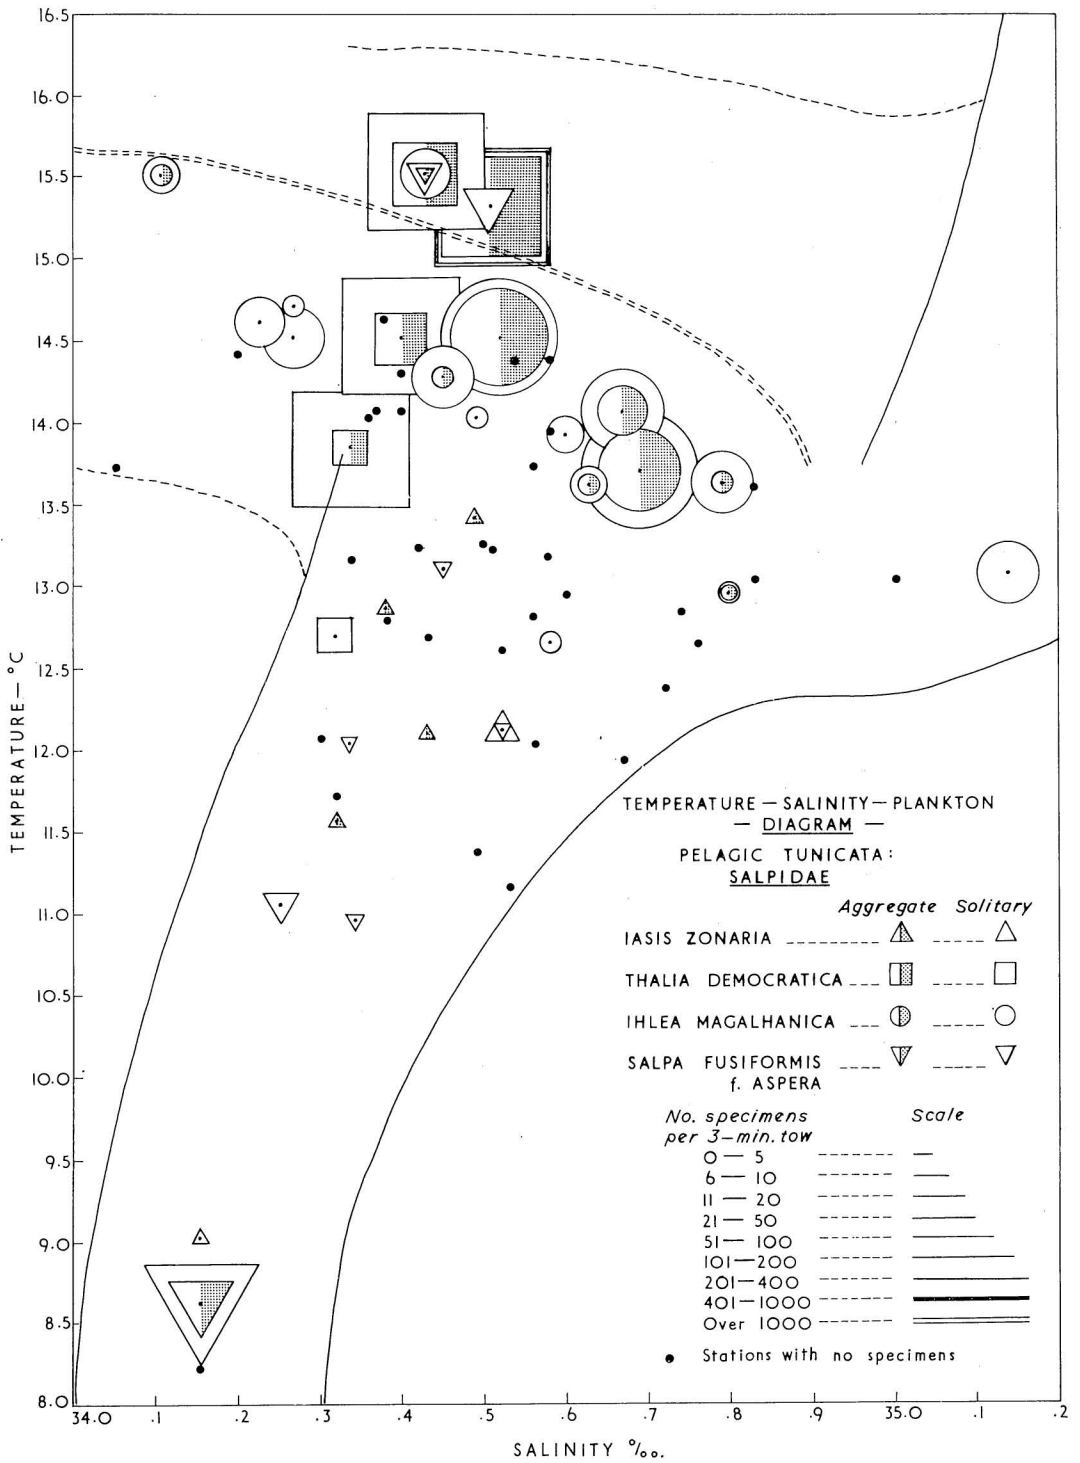 16.5
16.0
15.5
15.0
14.5
14.0
13.5
13.0
12.5
12.0
11.5
11.0
10.5
10.0
9.5
9.0
8.5
8.0
TEMPERATURE — °C
34.0 .1 .2 .3 .4 .5 .6 .7 .8 .9 35.0 .1 .2
SALINITY ‰.
TEMPERATURE — SALINITY — PLANKTON
— DIAGRAM —
PELAGIC TUNICATA:
SALPIDAE
Aggregate Solitary
IASIS ZONARIA
THALIA DEMOCRATICA
IHLEA MAGALHANICA
SALPA FUSIFORMIS
f. ASPERA
No. specimens Scale
per 3-min. tow
0 — 5
6 — 10
11 — 20
21 — 50
51 — 100
101 — 200
201 — 400
401 — 1000
Over 1000
Stations with no specimens